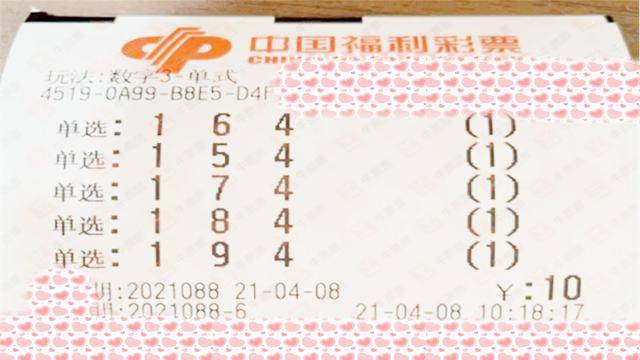 中国福利彩票
玩法:数字3-单式
4519-0A99-B8E5-D4F
单选: 1 6 4 (1)
单选: 1 5 4 (1)
单选: 1 7 4 (1)
单选: 1 8 4 (1)
单选: 1 9 4 (1)
期:2021088 21-04-08 ¥:10
期:2021088-6 21-04-08 10:18:17